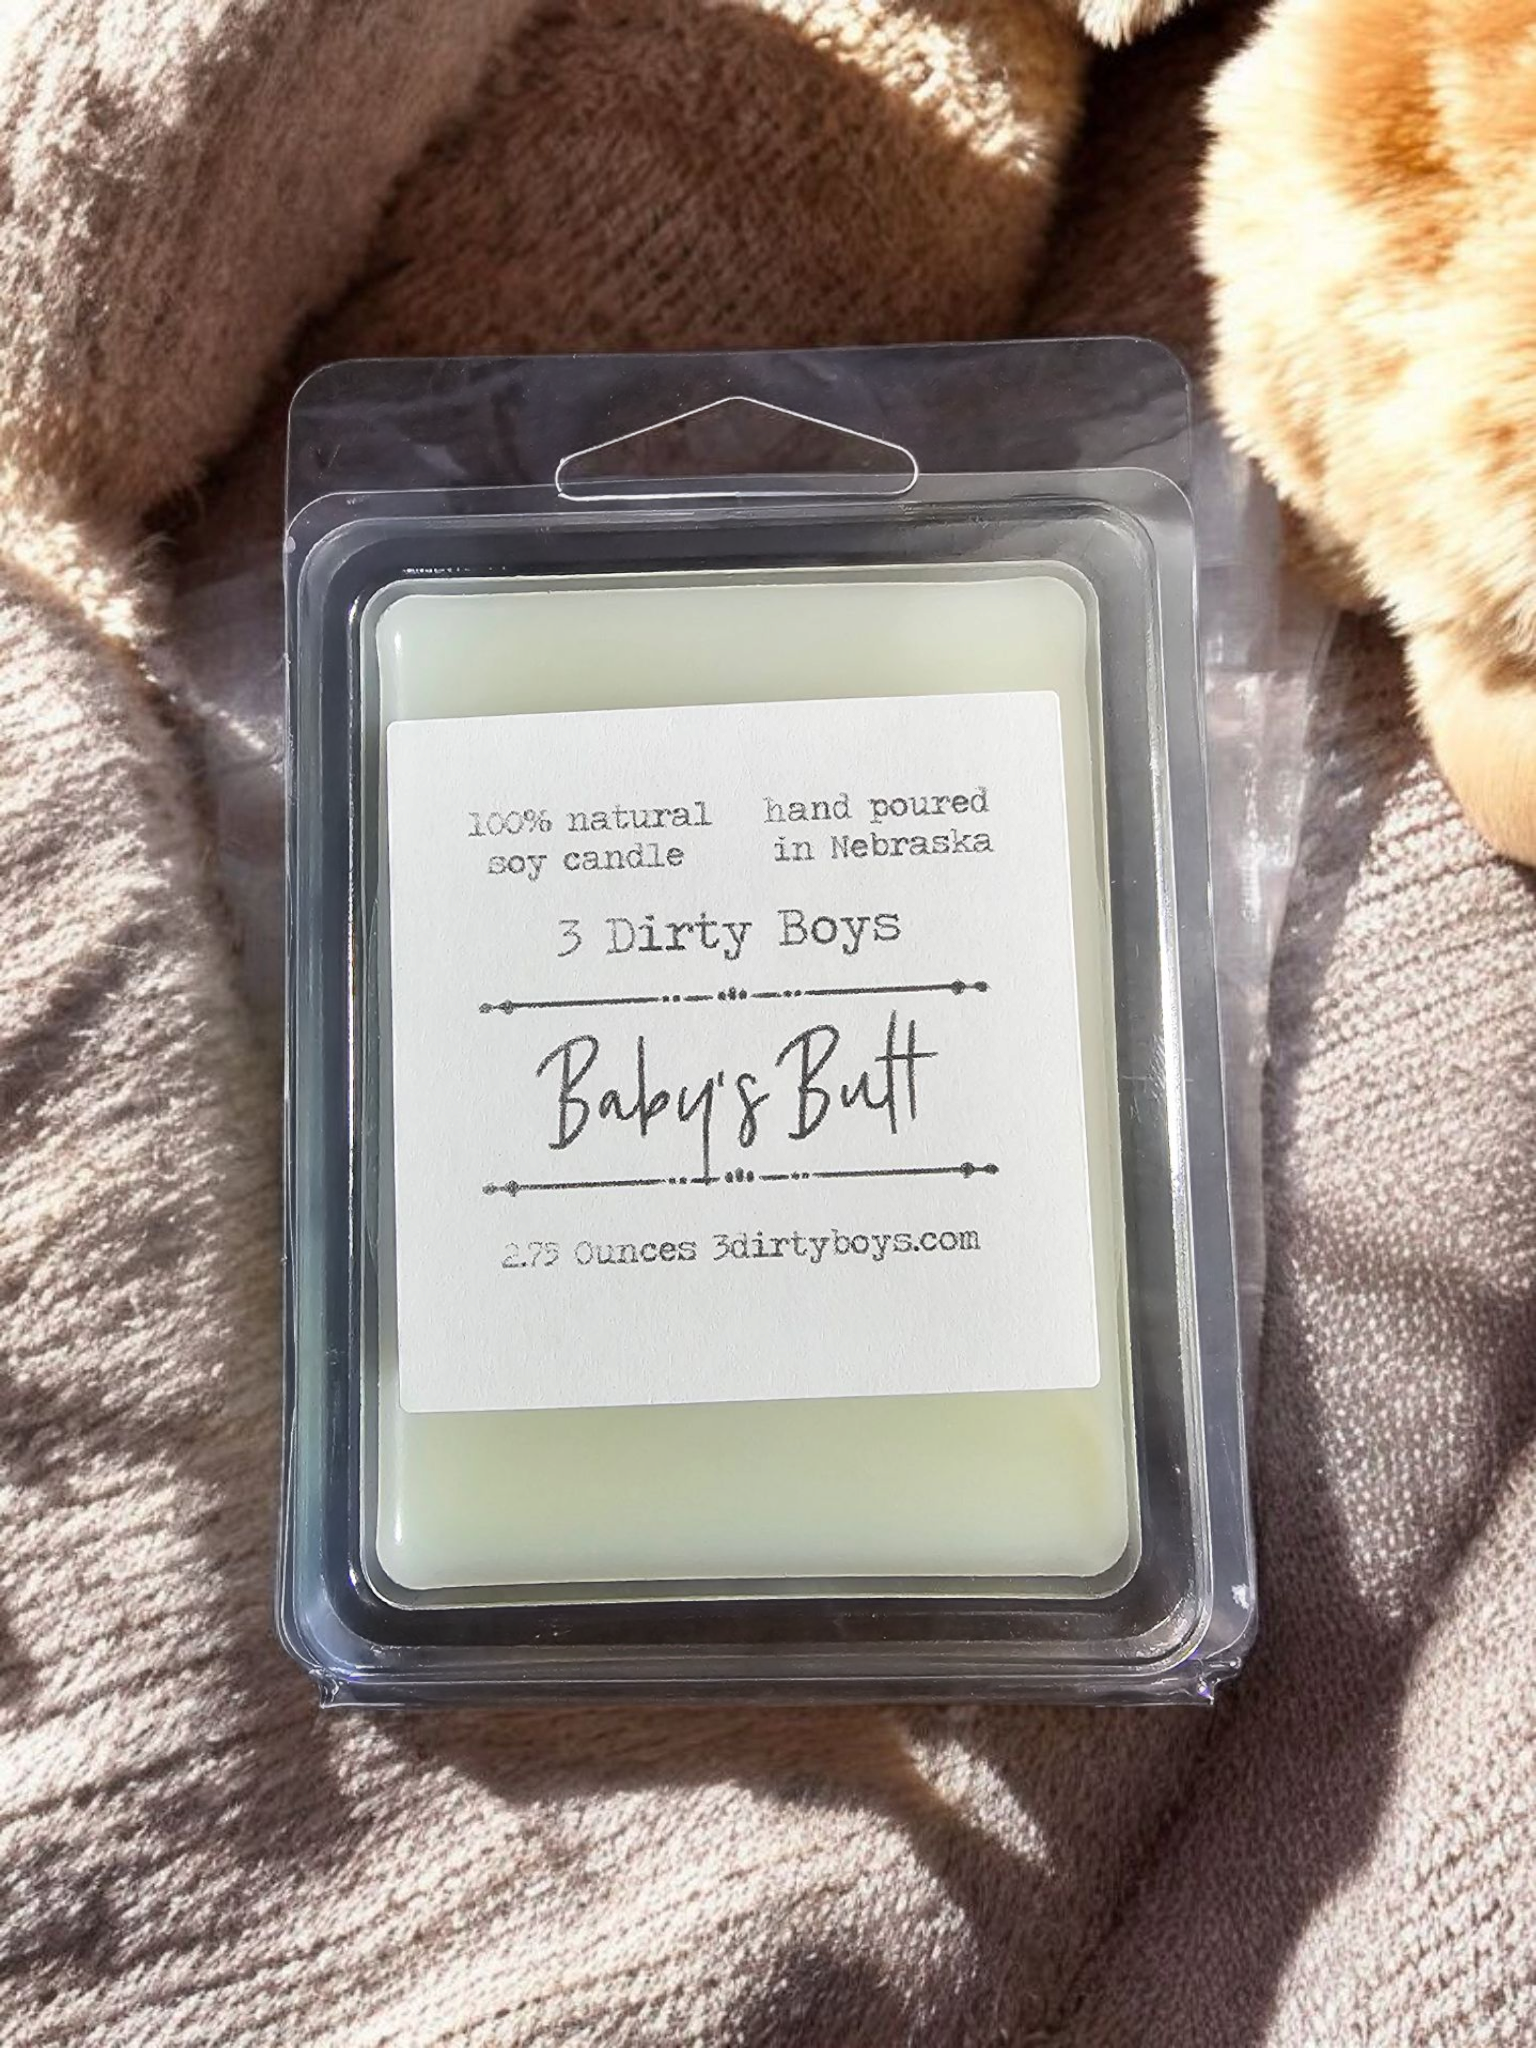 100% natural hand poured
soy candle in Nebraska
3 Dirty Boys
Baby's Butt
2.75 Ounces 3dirtyboys.com